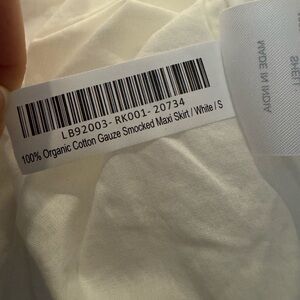 LB92003- RK001- 20734
100% Organic Cotton Gauze Smocked Maxi Skirt / White / S
MADE IN INDIA